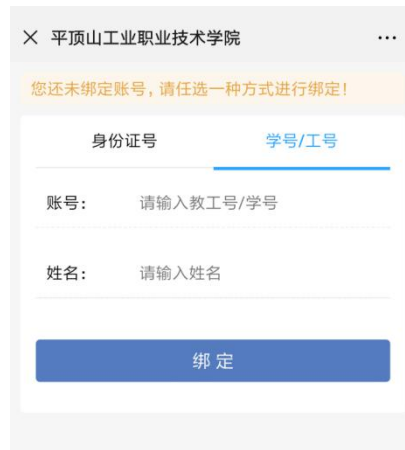 平顶山工业职业技术学院
您还未绑定账号，请任选一种方式进行绑定！
身份证号 学号/工号
账号： 请输入教工号/学号
姓名： 请输入姓名
绑 定